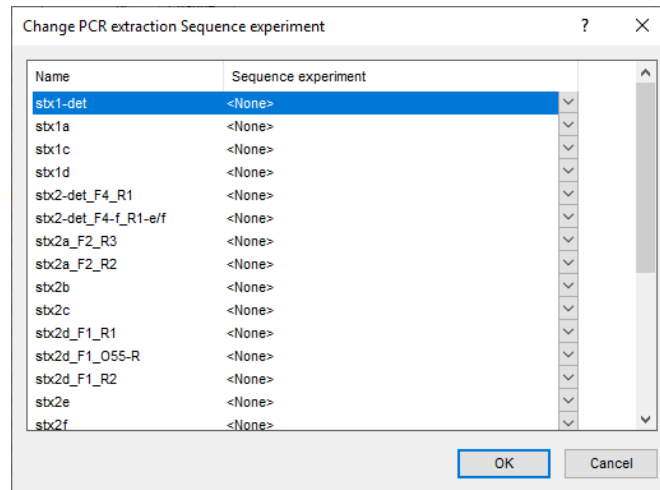 Change PCR extraction Sequence experiment ?
Name Sequence experiment
stx1-det <None>
stx1a <None>
stx1c <None>
stx1d <None>
stx2-det_F4_R1 <None>
stx2-det_F4-f_R1-e/f <None>
stx2a_F2_R3 <None>
stx2a_F2_R2 <None>
stx2b <None>
stx2c <None>
stx2d_F1_R1 <None>
stx2d_F1_O55-R <None>
stx2d_F1_R2 <None>
stx2e <None>
stx2f <None>
OK Cancel